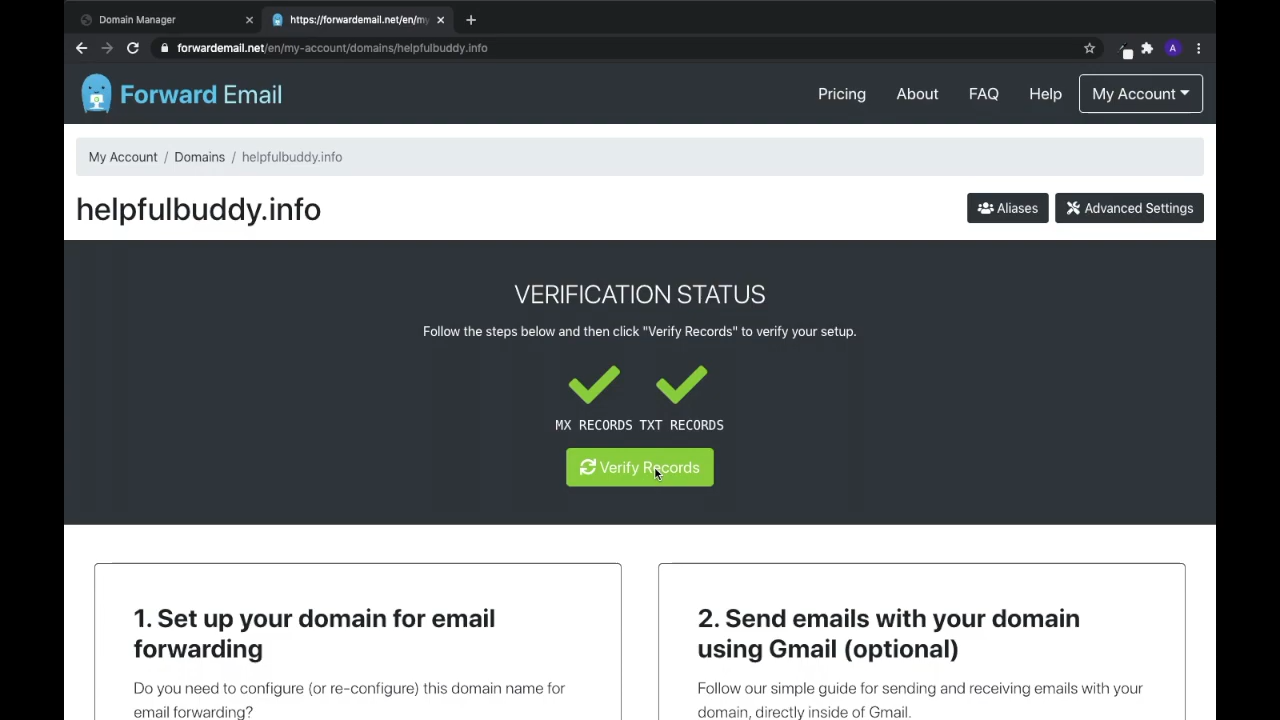 Domain Manager
https://forwardemail.net/en/my
forwardemail.net/en/my-account/domains/helpfulbuddy.info
A
Forward Email
Pricing
About
FAQ
Help
My Account
My Account / Domains / helpfulbuddy.info
helpfulbuddy.info
Aliases
Advanced Settings
VERIFICATION STATUS
Follow the steps below and then click "Verify Records" to verify your setup.
MX RECORDS TXT RECORDS
Verify Records
1. Set up your domain for email
forwarding
Do you need to configure (or re-configure) this domain name for
email forwarding?
2. Send emails with your domain
using Gmail (optional)
Follow our simple guide for sending and receiving emails with your
domain, directly inside of Gmail.